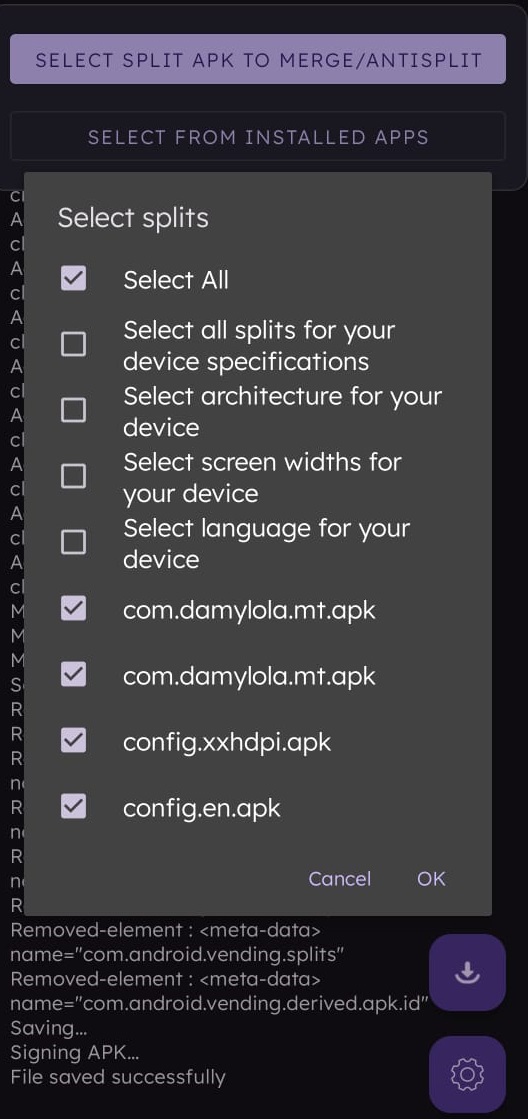 SELECT SPLIT APK TO MERGE/ANTISPLIT
SELECT FROM INSTALLED APPS
Select splits
Select All
Select all splits for your
device specifications
Select architecture for your
device
Select screen widths for
your device
Select language for your
device
com.damylola.mt.apk
com.damylola.mt.apk
config.xxhdpi.apk
config.en.apk
Cancel OK
Removed-element : <meta-data>
name="com.android.vending.splits"
Removed-element : <meta-data>
name="com.android.vending.derived.apk.id"
Saving...
Signing APK...
File saved successfully